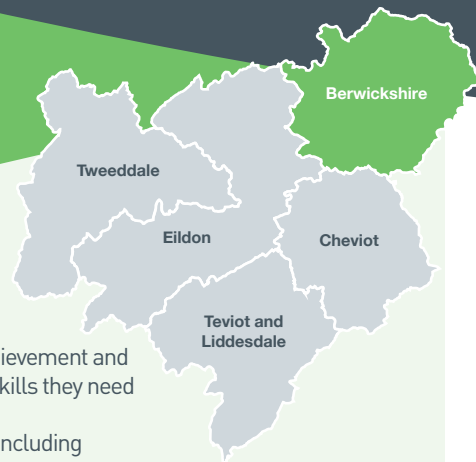 Berwickshire
Tweeddale
Eildon
Cheviot
Teviot and
Liddesdale
ievement and
kills they need
ncluding